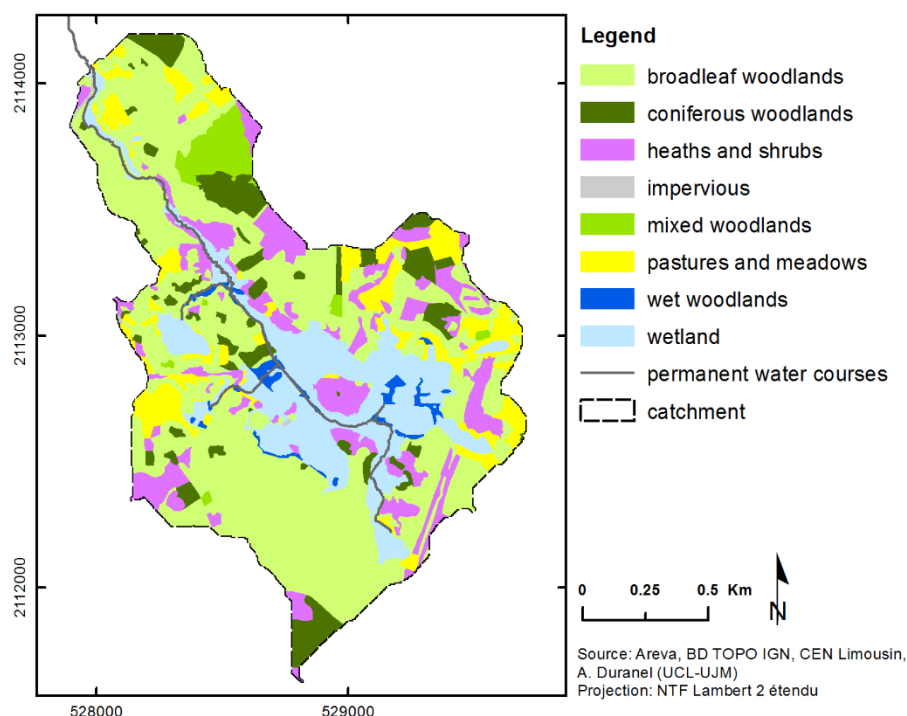 Legend
broadleaf woodlands
coniferous woodlands
heaths and shrubs
impervious
mixed woodlands
pastures and meadows
wet woodlands
wetland
permanent water courses
catchment
2114000
2113000
2112000
528000
529000
0 0.25 0.5 Km
N
Source: Areva, BD TOPO IGN, CEN Limousin,
A. Duranel (UCL-UJM)
Projection: NTF Lambert 2 étendu